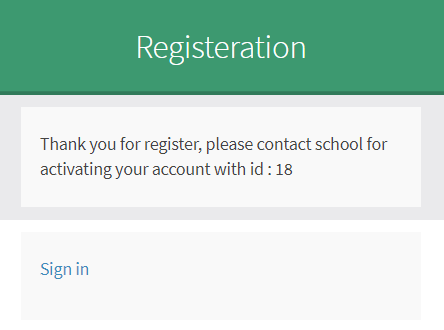 Registeration
Thank you for register, please contact school for
activating your account with id : 18
Sign in